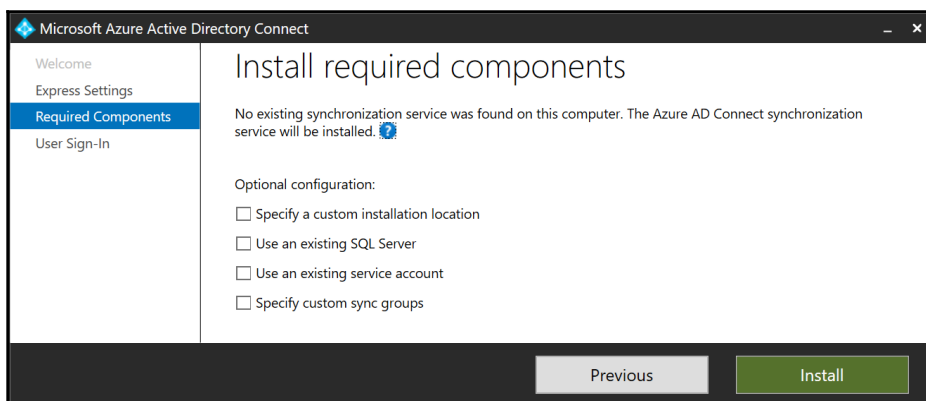 Microsoft Azure Active Directory Connect
Welcome
Express Settings
Required Components
User Sign-In
Install required components
No existing synchronization service was found on this computer. The Azure AD Connect synchronization
service will be installed. ?
Optional configuration:
Specify a custom installation location
Use an existing SQL Server
Use an existing service account
Specify custom sync groups
Previous
Install